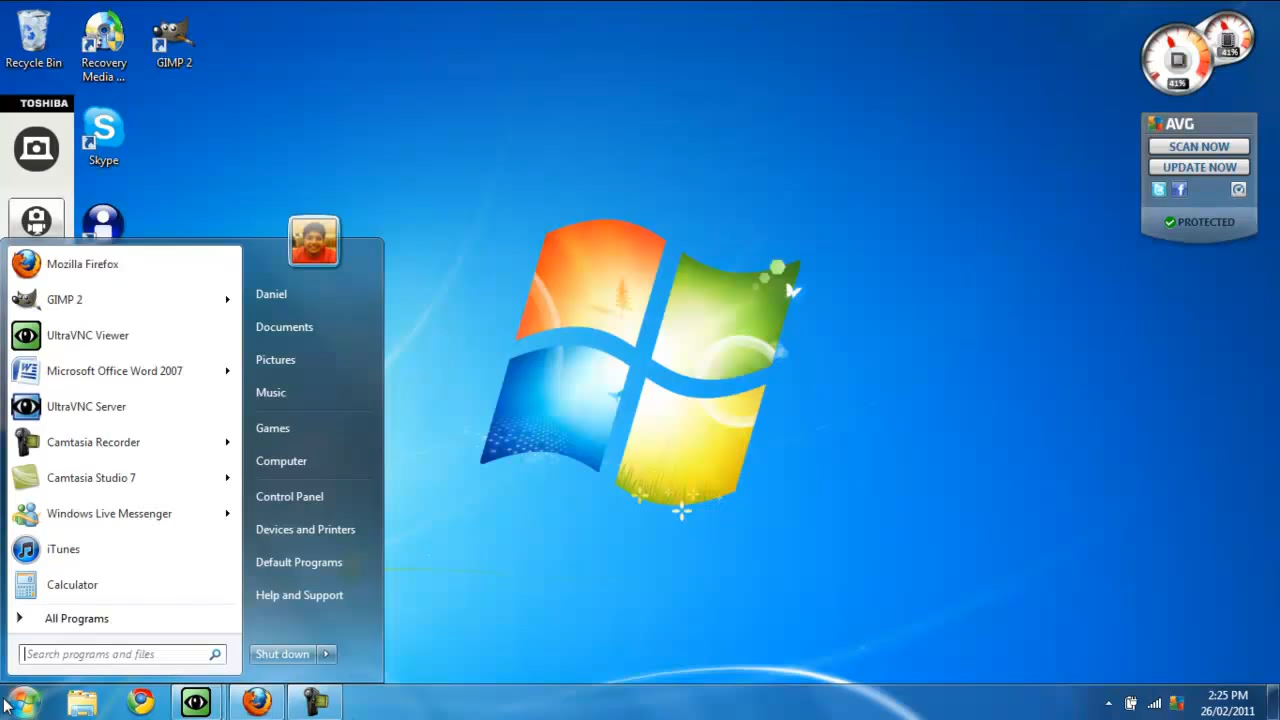 Recycle Bin
Recovery
Media ...
GIMP 2
TOSHIBA
S
Skype
41%
41%
AVG
SCAN NOW
UPDATE NOW
PROTECTED
Mozilla Firefox
GIMP 2
UltraVNC Viewer
Microsoft Office Word 2007
UltraVNC Server
Camtasia Recorder
Camtasia Studio 7
Windows Live Messenger
iTunes
Calculator
All Programs
Search programs and files
Daniel
Documents
Pictures
Music
Games
Computer
Control Panel
Devices and Printers
Default Programs
Help and Support
Shut down
2:25 PM
26/02/2011